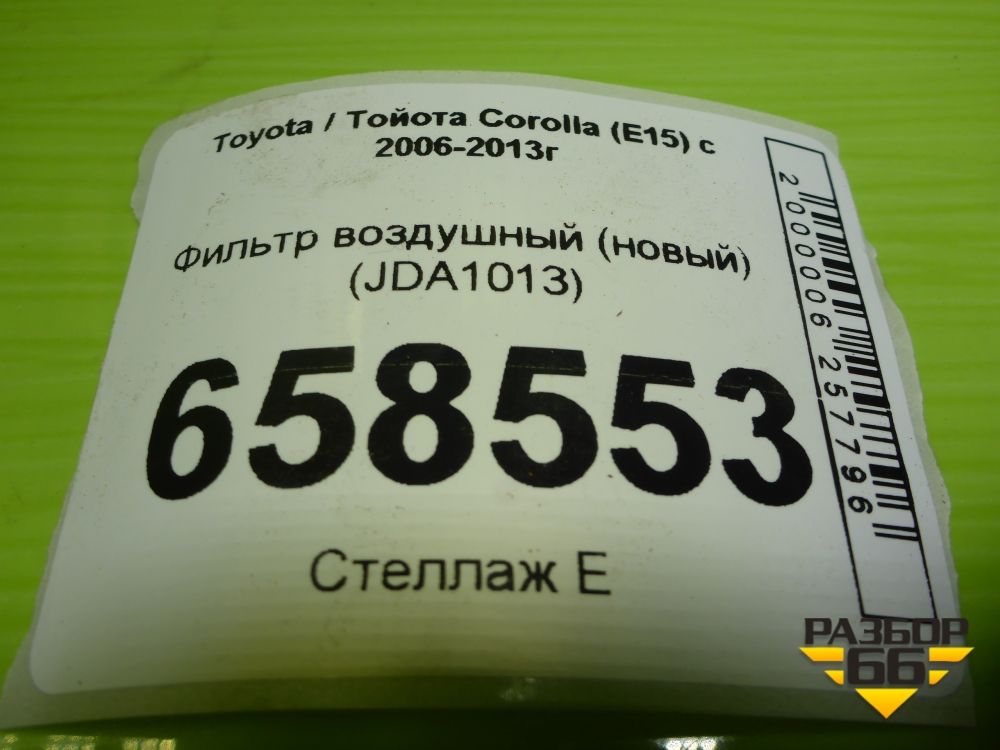 Toyota / Тойота Corolla (E15) с
2006-2013г
Фильтр воздушный (новый)
(JDA1013)
658553
Стеллаж Е
2000006257796
РАЗБОР
66